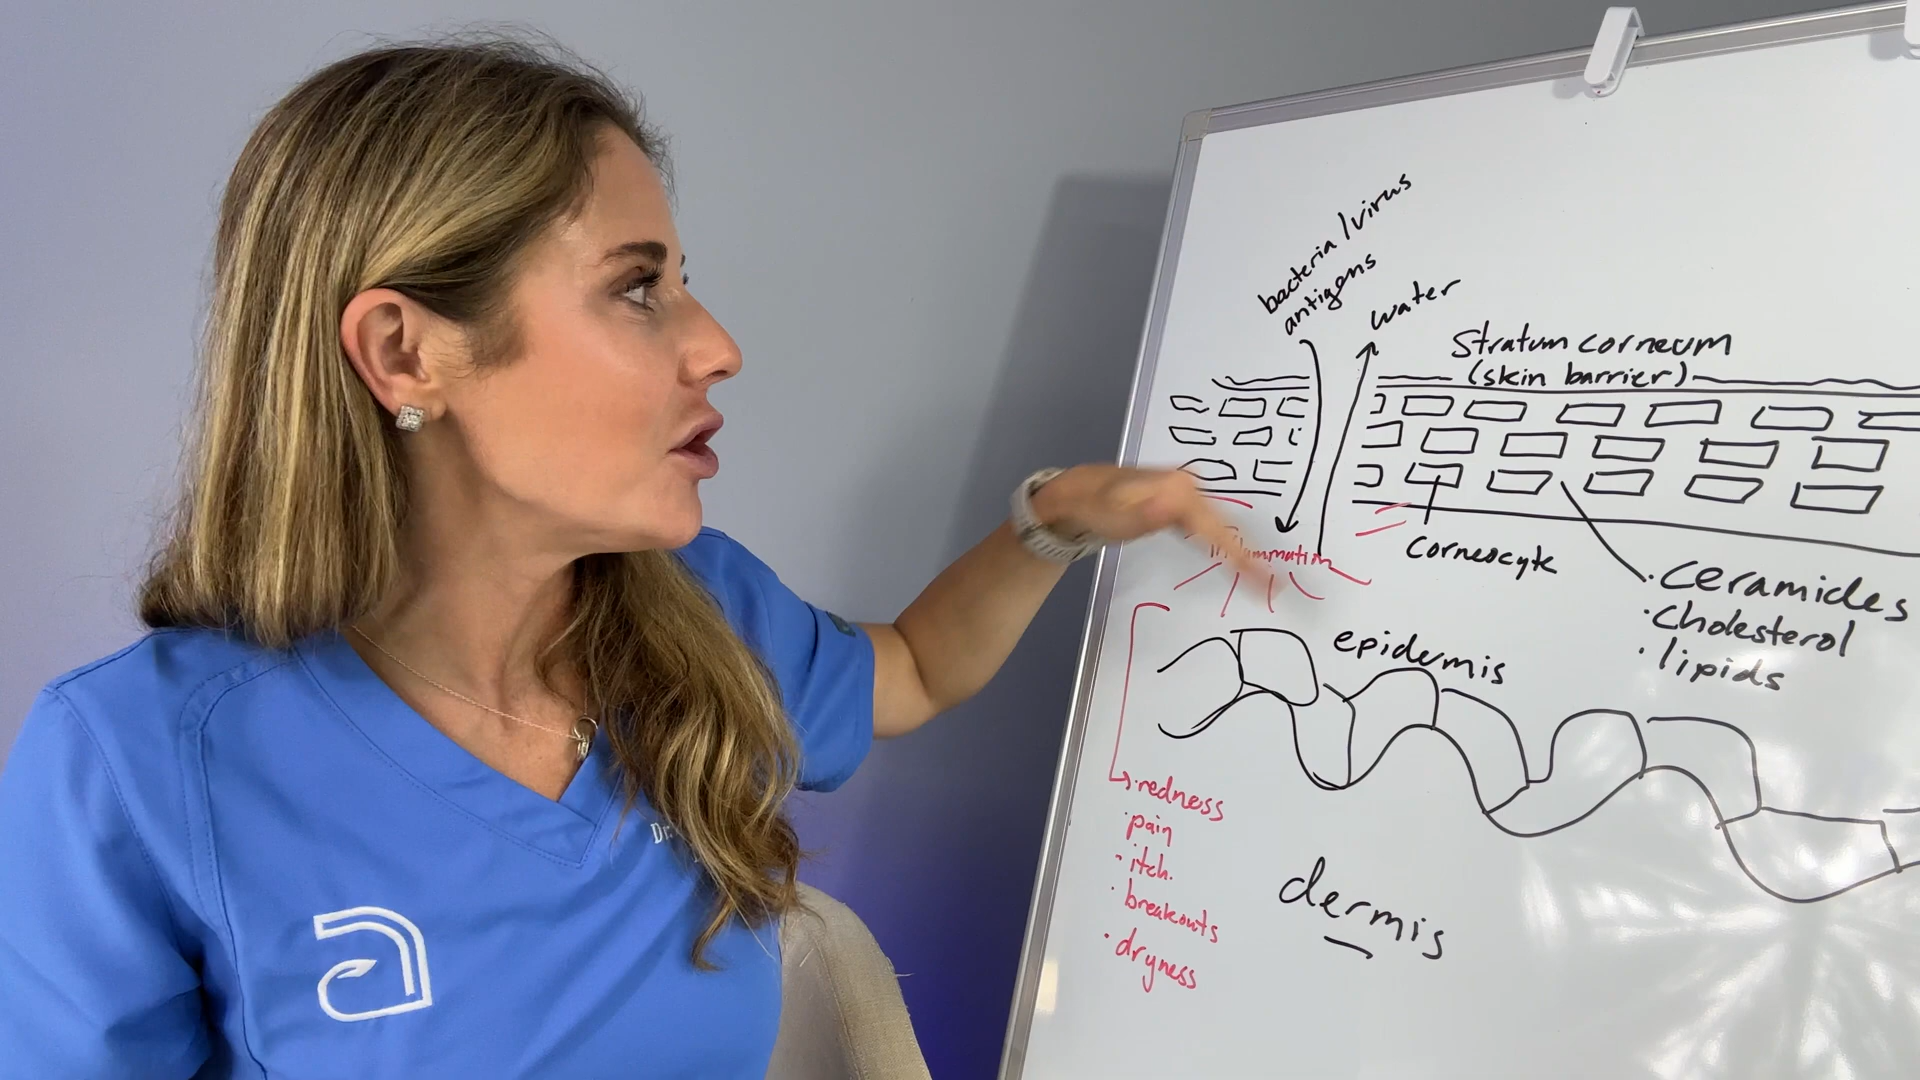 bacteria/virus
antigens
water
Stratum corneum
(skin barrier)
inflammation
corneocyte
· ceramides
· cholesterol
· lipids
epidermis
· redness
· pain
· itch.
· breakouts
· dryness
dermis
Dr.
a